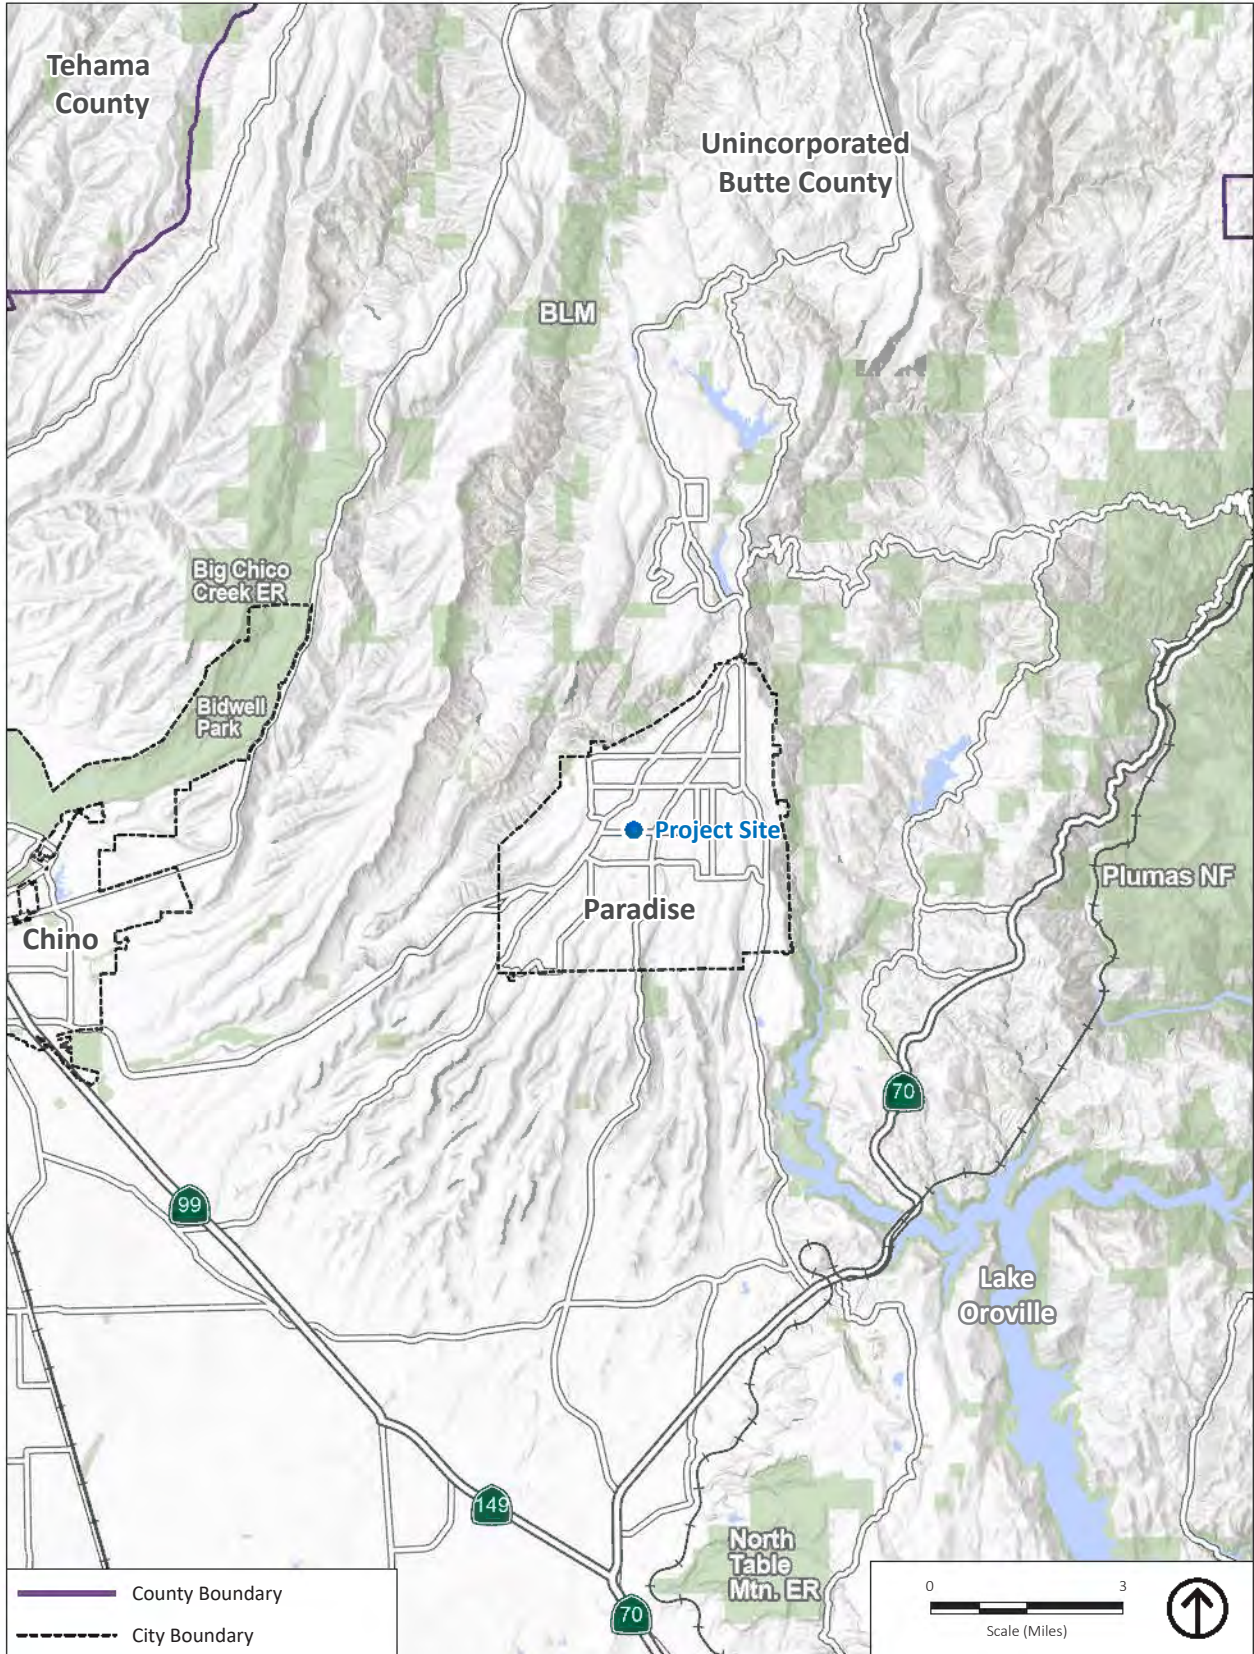 Tehama
County
Unincorporated
Butte County
BLM
Big Chico
Creek ER
Bidwell
Park
Project Site
Plumas NF
Paradise
Chino
70
99
Lake
Oroville
149
North
Table
Mtn. ER
70
County Boundary
City Boundary
0 3
Scale (Miles)